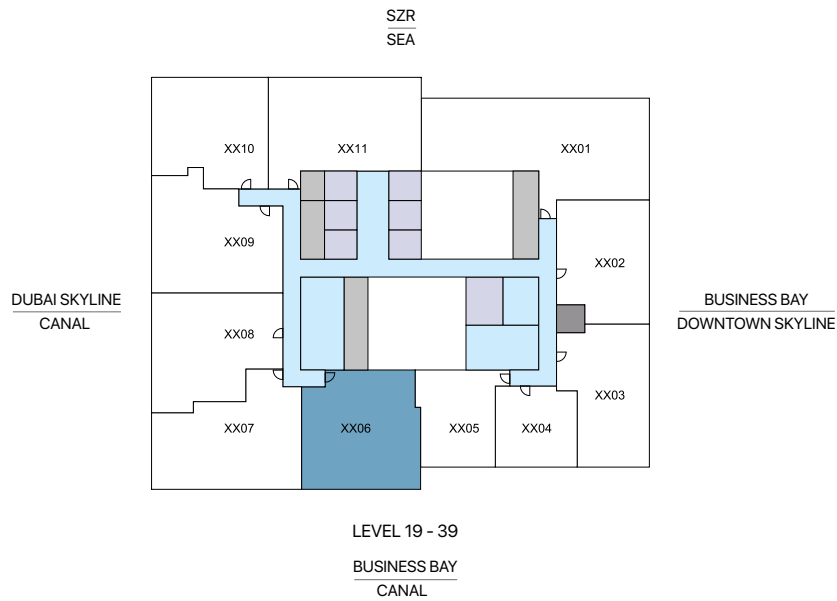 SZR
SEA
XX10
XX11
XX01
XX09
XX02
DUBAI SKYLINE
CANAL
BUSINESS BAY
DOWNTOWN SKYLINE
XX08
XX03
XX07
XX06
XX05
XX04
LEVEL 19 - 39
BUSINESS BAY
CANAL